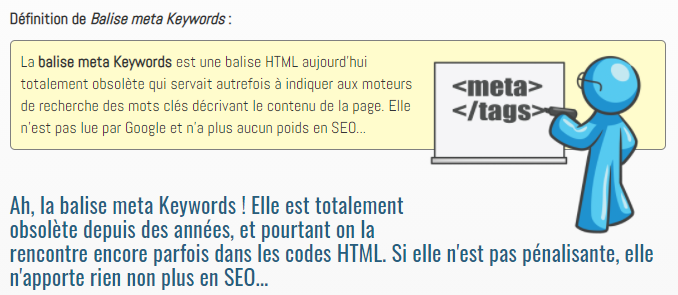 Définition de Balise meta Keywords :
La balise meta Keywords est une balise HTML aujourd'hui
totalement obsolète qui servait autrefois à indiquer aux moteurs
de recherche des mots clés décrivant le contenu de la page. Elle
n'est pas lue par Google et n'a plus aucun poids en SEO...
<meta>
</tags>
Ah, la balise meta Keywords ! Elle est totalement
obsolète depuis des années, et pourtant on la
rencontre encore parfois dans les codes HTML. Si elle n'est pas pénalisante, elle
n'apporte rien non plus en SEO...